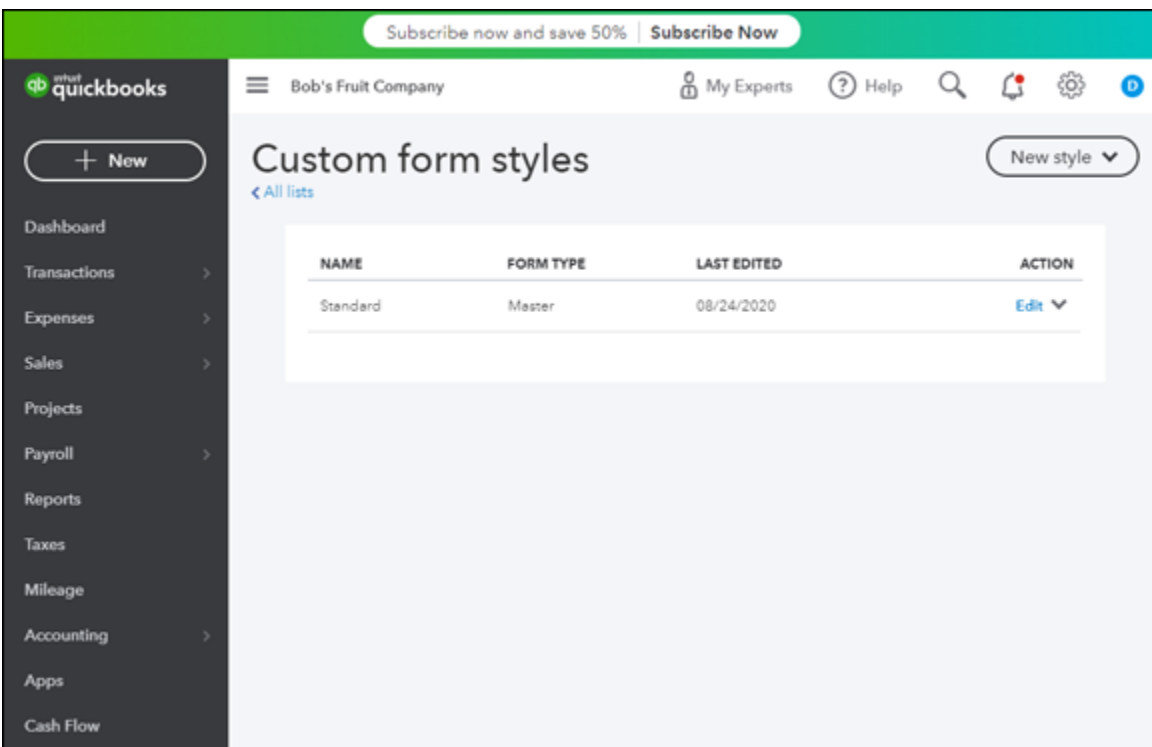 Subscribe now and save 50% Subscribe Now
qb intuit quickbooks
Bob's Fruit Company My Experts ? Help D
+ New
Custom form styles New style
< All lists
Dashboard
Transactions >
Expenses >
Sales >
Projects
Payroll >
Reports
Taxes
Mileage
Accounting >
Apps
Cash Flow
NAME FORM TYPE LAST EDITED ACTION
Standard Master 08/24/2020 Edit